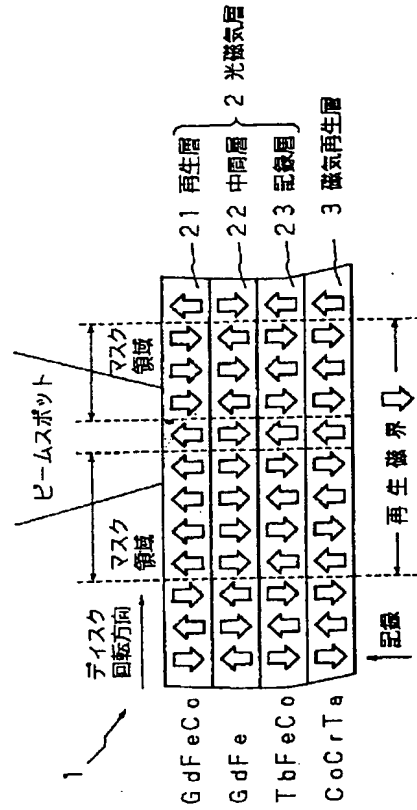 1
ディスク
回転方向
ビームスポット
マスク
領域
マスク
領域
GdFeCo
GdFe
TbFeCo
CoCrTa
21 再生層
22 中間層
23 記録層
2 光磁気層
3 磁気再生層
記録
再生磁界